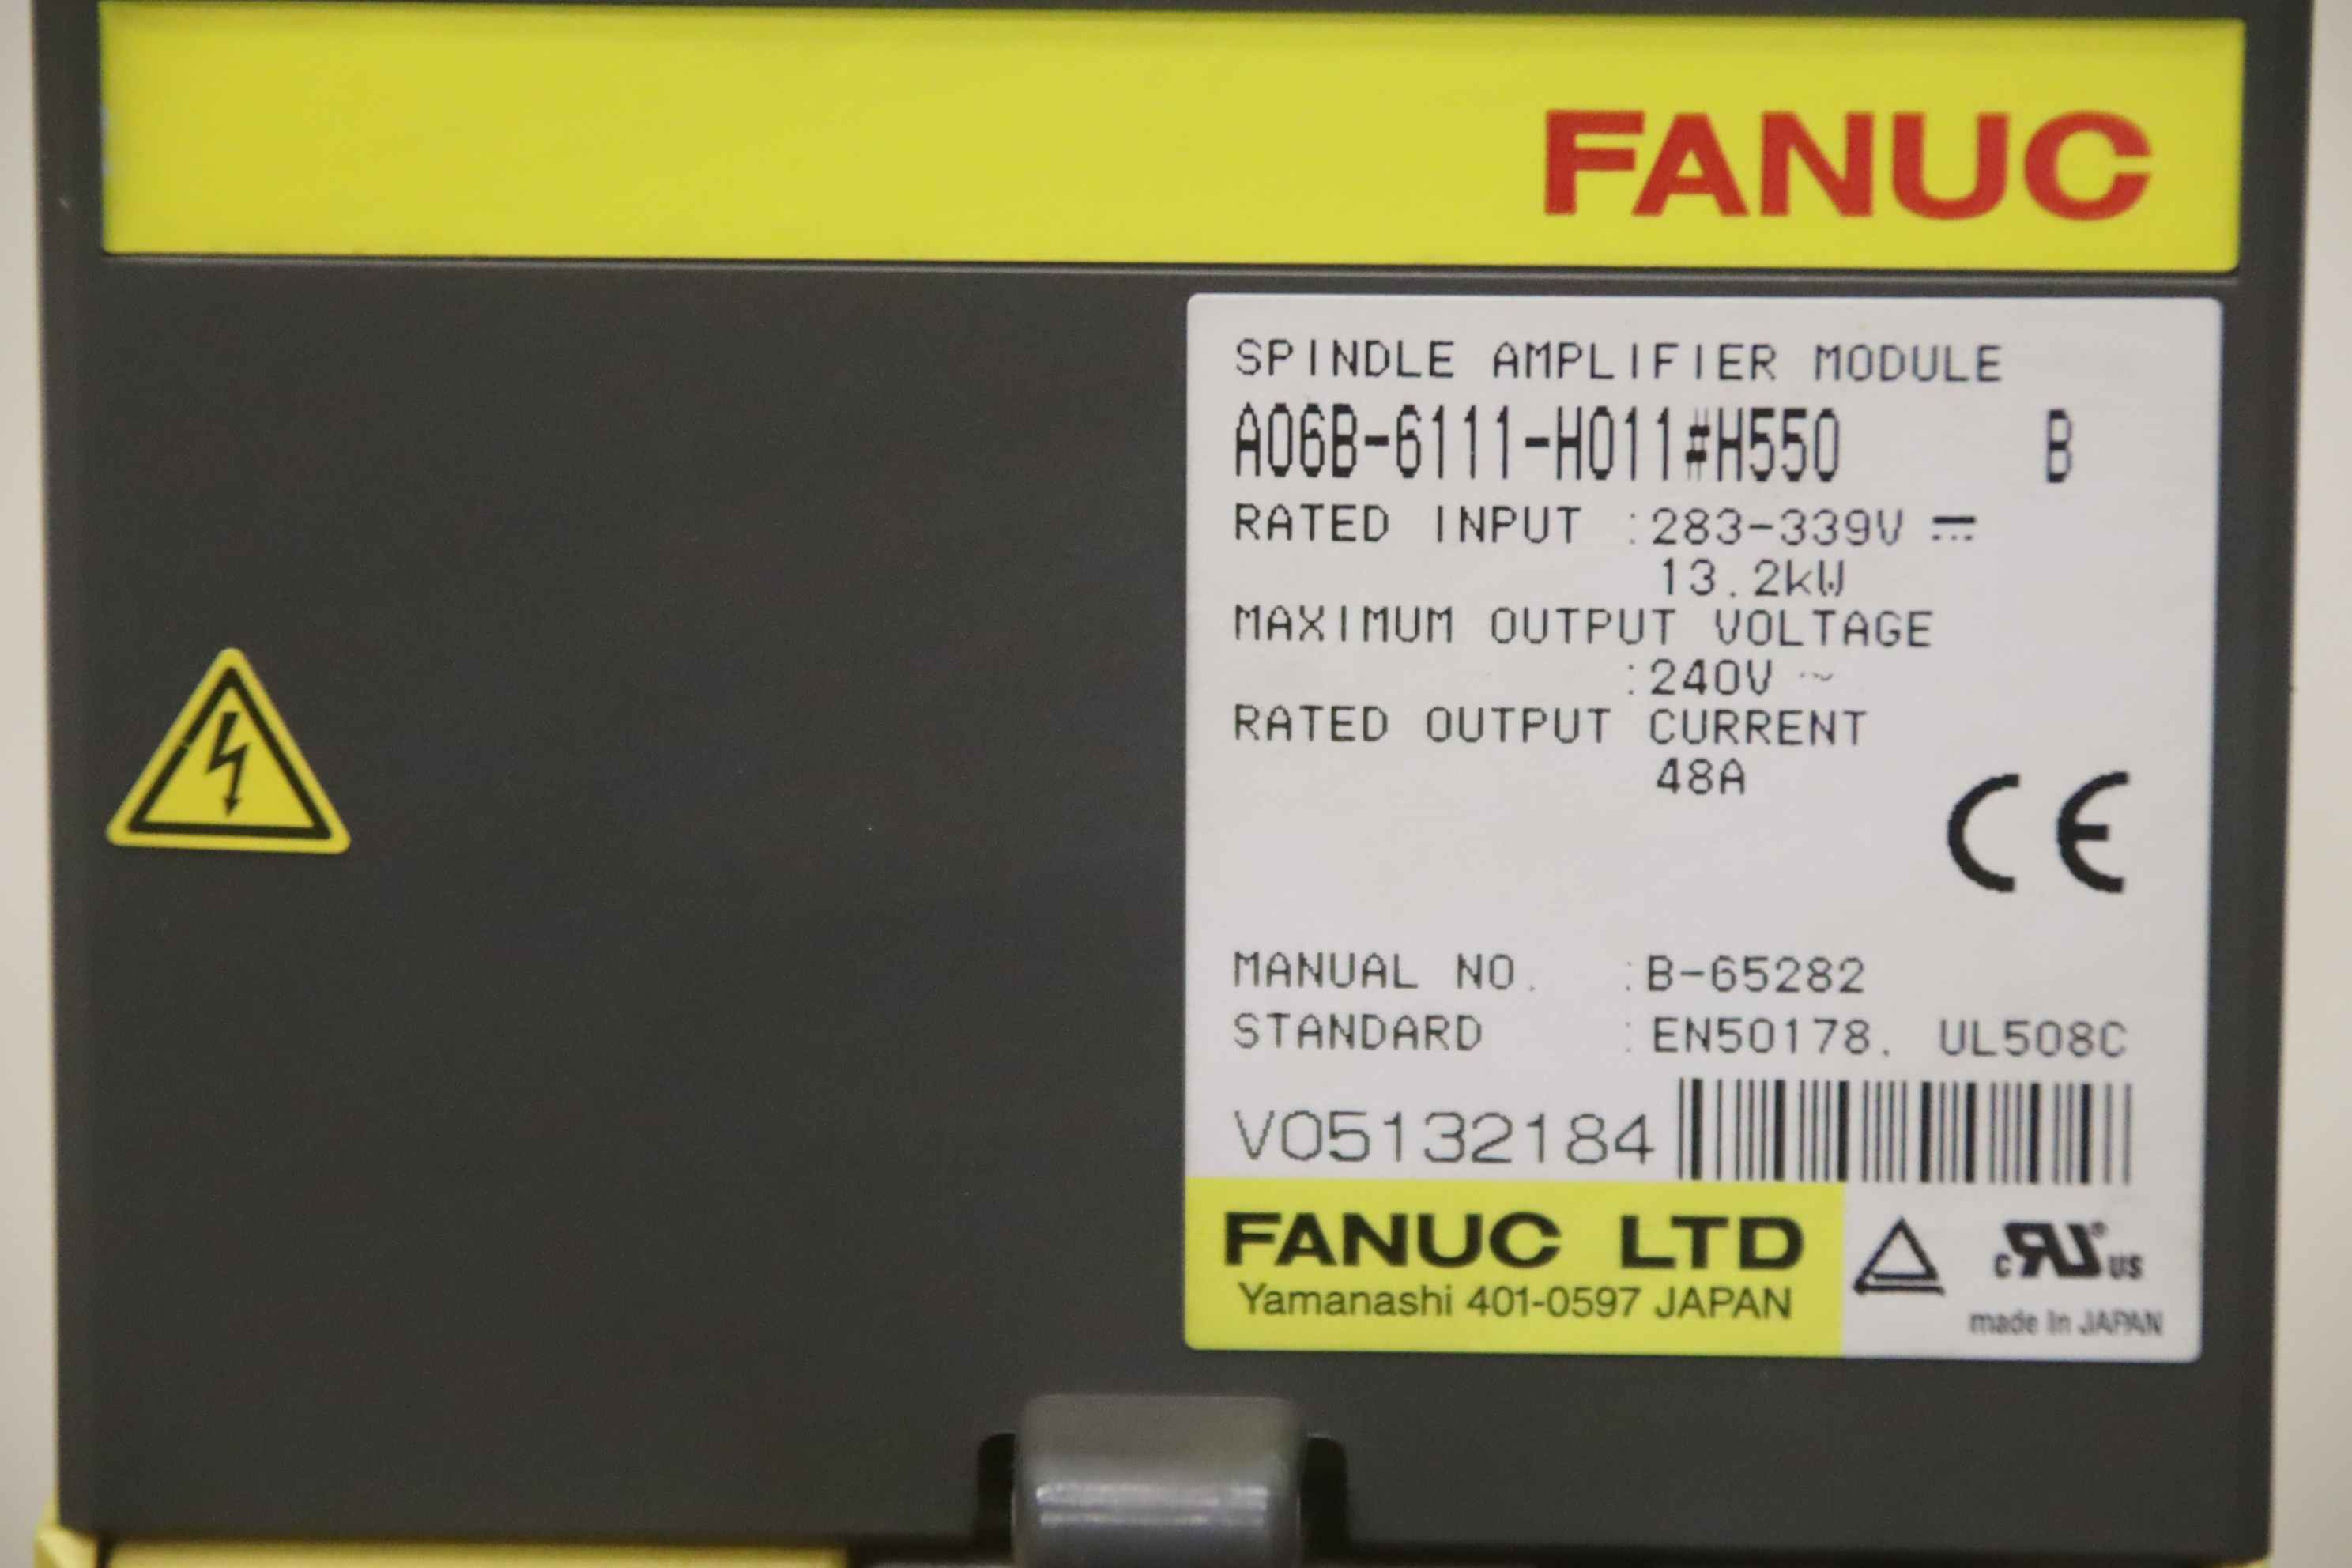 FANUC
SPINDLE AMPLIFIER MODULE
A06B-6111-H011#H550 B
RATED INPUT :283-339V ⎓
13.2kW
MAXIMUM OUTPUT VOLTAGE
:240V ~
RATED OUTPUT CURRENT
48A
CE
MANUAL NO. :B-65282
STANDARD :EN50178. UL508C
V05132184
FANUC LTD
Yamanashi 401-0597 JAPAN
c RU ® US
made in JAPAN